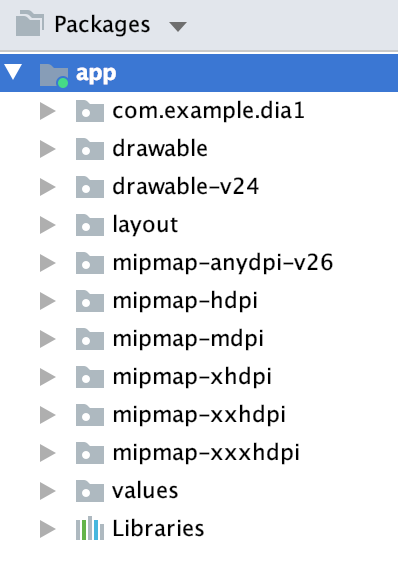 Packages
app
com.example.dia1
drawable
drawable-v24
layout
mipmap-anydpi-v26
mipmap-hdpi
mipmap-mdpi
mipmap-xhdpi
mipmap-xxhdpi
mipmap-xxxhdpi
values
Libraries